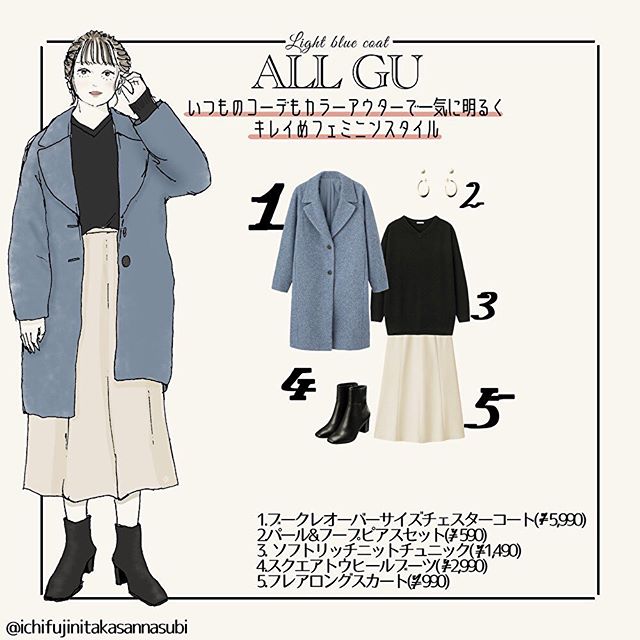 Light blue coat
ALL GU
いつものコーデもカラーアウターで一気に明るく
キレイめフェミニンスタイル
1
2
3
4
5
1.ブークレオーバーサイズチェスターコート(¥5,990)
2パール&フープピアスセット(¥590)
3. ソフトリッチニットチュニック(¥1,490)
4.スクエアトウヒールブーツ(¥2,990)
5.フレアロングスカート(¥990)
@ichifujinitakasannasubi